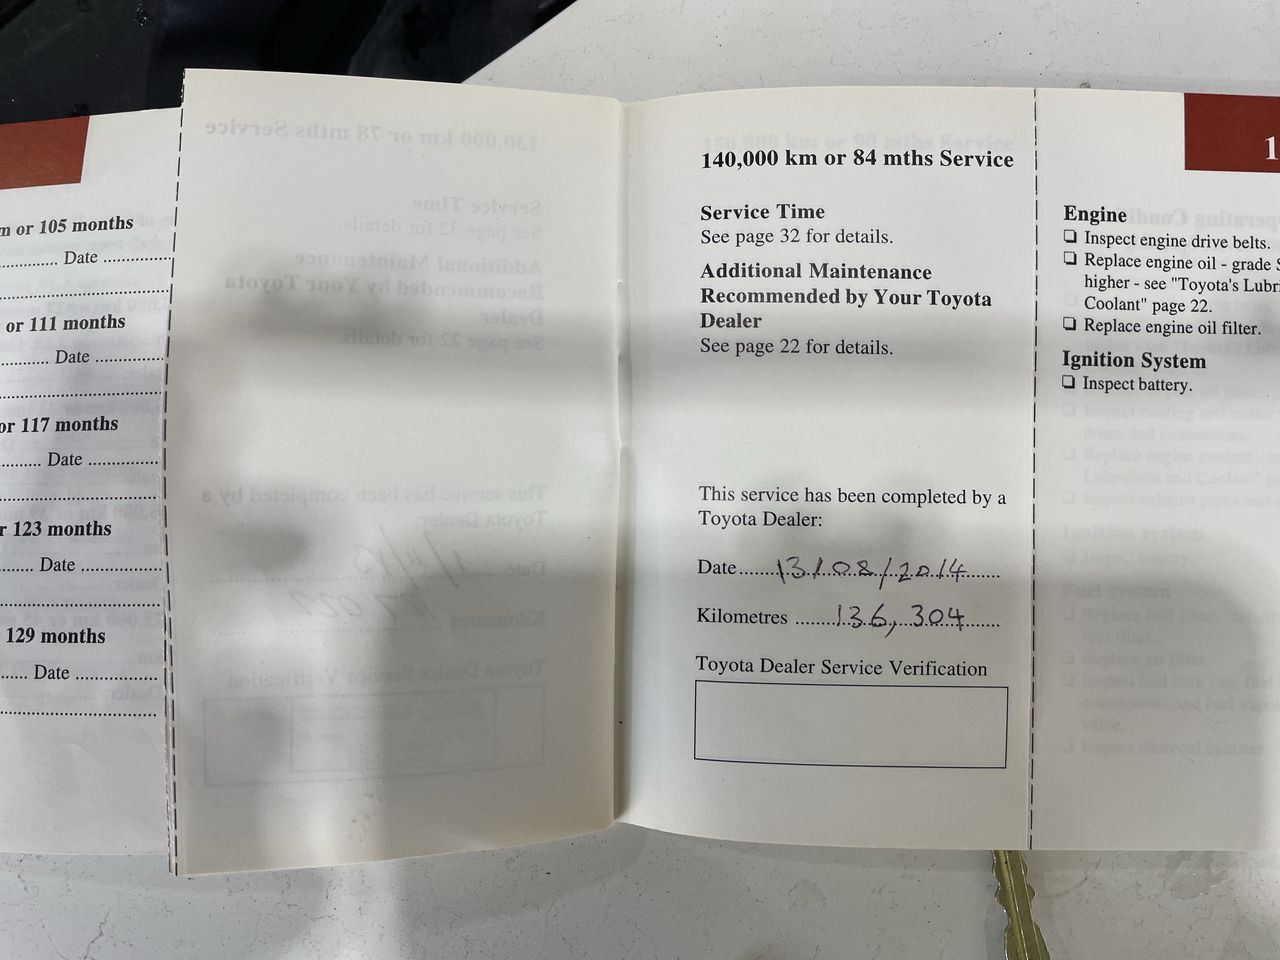 m or 105 months
............ Date ................
or 111 months
Date ................
or 117 months
......... Date ................
r 123 months
....... Date ................
129 months
...... Date ................
140,000 km or 84 mths Service
Service Time
See page 32 for details.
Additional Maintenance
Recommended by Your Toyota
Dealer
See page 22 for details.
This service has been completed by a
Toyota Dealer:
Date 13/08/2014
Kilometres 136,304
Toyota Dealer Service Verification
1
Engine
❏ Inspect engine drive belts.
❏ Replace engine oil - grade
higher - see "Toyota's
Coolant" page 22.
❏ Replace engine oil filter.
Ignition System
❏ Inspect battery.